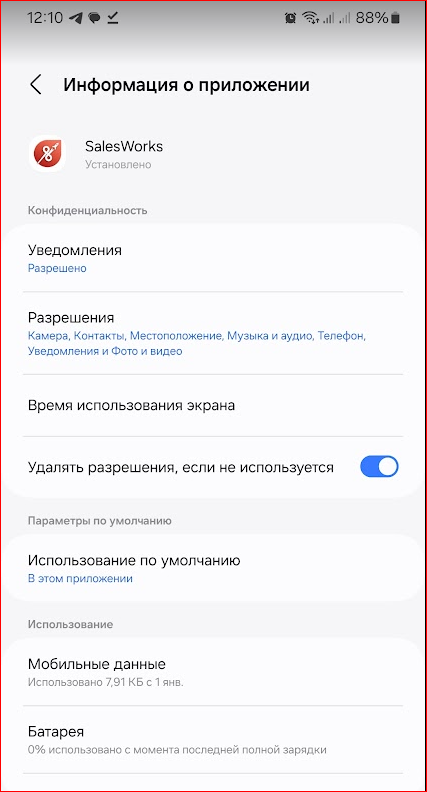 12:10 88%
Информация о приложении
SalesWorks
Установлено
Конфиденциальность
Уведомления
Разрешено
Разрешения
Камера, Контакты, Местоположение, Музыка и аудио, Телефон,
Уведомления и Фото и видео
Время использования экрана
Удалять разрешения, если не используется
Параметры по умолчанию
Использование по умолчанию
В этом приложении
Использование
Мобильные данные
Использовано 7,91 КБ с 1 янв.
Батарея
0% использовано с момента последней полной зарядки